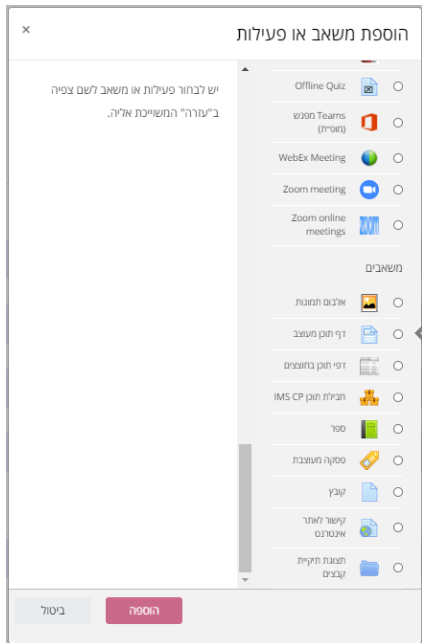 הוספת משאב או פעילות
×
יש לבחור פעילות או משאב לשם צפיה
ב"עזרה" המשוייכת אליה.
Offline Quiz
מפגש Teams
(מופ״ת)
WebEx Meeting
Zoom meeting
Zoom online
meetings
משאבים
אלבום תמונות
דף תוכן מעוצב
דפי תוכן בחוצצים
חבילת תוכן IMS CP
ספר
פסקה מעוצבת
קובץ
קישור לאתר
אינטרנט
תצוגת תיקיית
קבצים
הוספה
ביטול